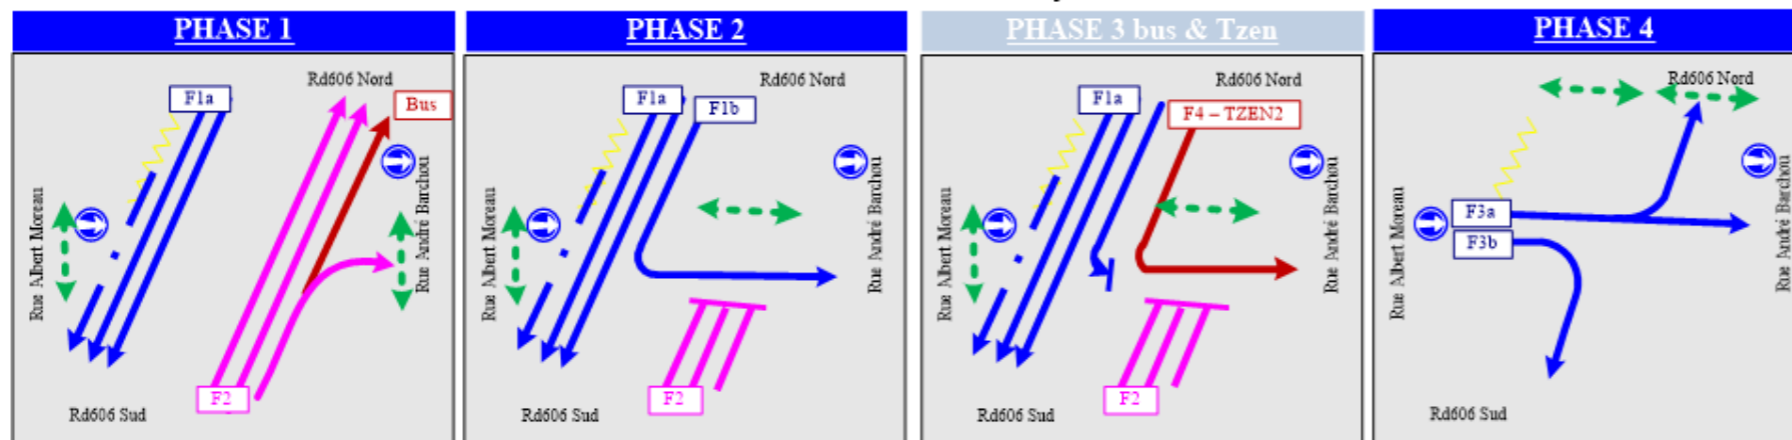 PHASE 1
Rd606 Nord
F1a
Bus
Rue Albert Moreau
Rue André Barchou
F2
Rd606 Sud
PHASE 2
Rd606 Nord
F1a
F1b
Rue Albert Moreau
Rue André Barchou
F2
Rd606 Sud
PHASE 3 bus & Tzen
Rd606 Nord
F1a
F4 – TZEN2
Rue Albert Moreau
Rue André Barchou
F2
Rd606 Sud
PHASE 4
Rd606 Nord
Rue Albert Moreau
F3a
F3b
Rue André Barchou
Rd606 Sud